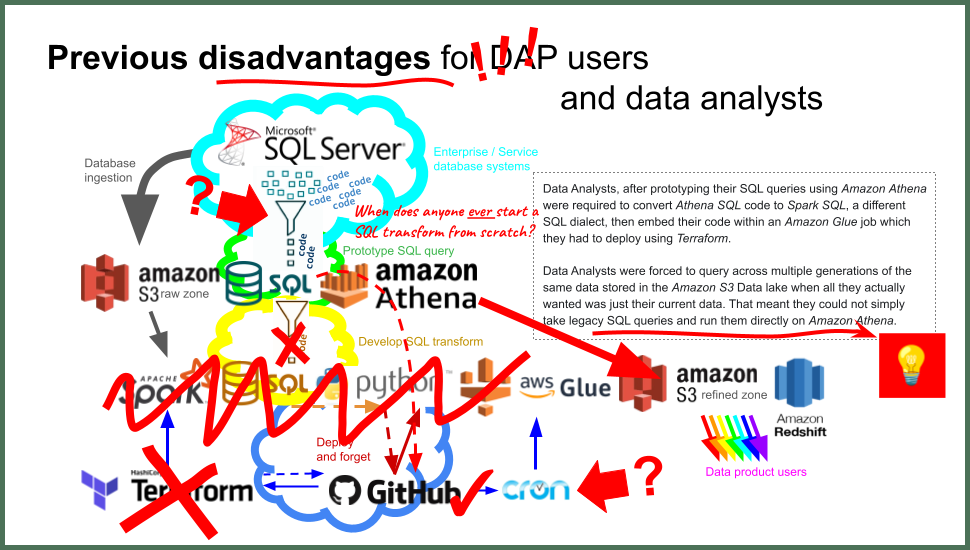 Previous disadvantages for DAP users
and data analysts
!!!
Microsoft®
SQL Server®
Database
ingestion
Enterprise / Service
database systems
code
code
code
code
code
code
?
When does anyone ever start a
SQL transform from scratch?
code
code
Prototype SQL query
amazon
S3 raw zone
SQL
amazon
Athena
Data Analysts, after prototyping their SQL queries using Amazon Athena
were required to convert Athena SQL code to Spark SQL, a different
SQL dialect, then embed their code within an Amazon Glue job which
they had to deploy using Terraform.
Data Analysts were forced to query across multiple generations of the
same data stored in the Amazon S3 Data lake when all they actually
wanted was just their current data. That meant they could not simply
take legacy SQL queries and run them directly on Amazon Athena.
code
Develop SQL transform
APACHE
Spark
SQL
python™
aws Glue
amazon
S3 refined zone
Amazon
Redshift
Deploy
and forget
Data product users
HashiCorp
Terraform
GitHub
cron
?